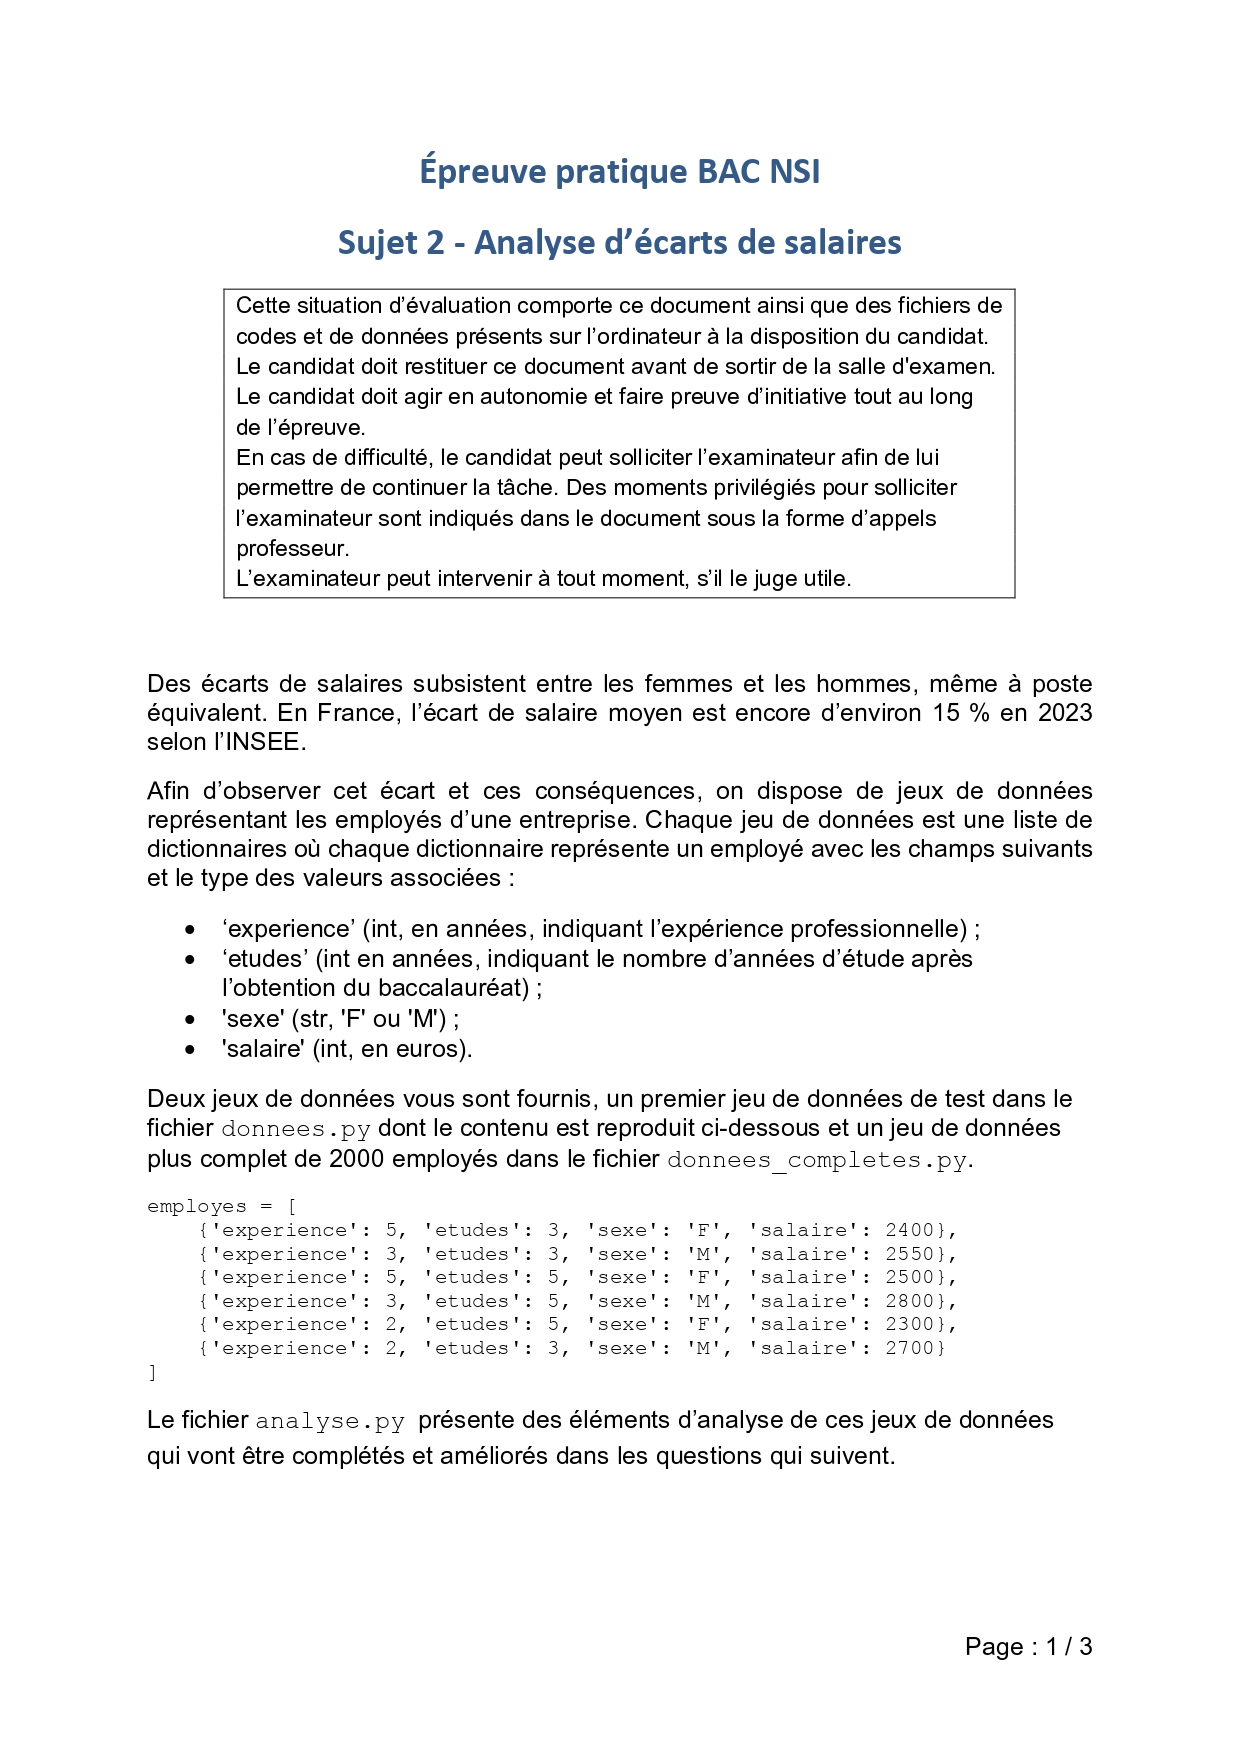 Épreuve pratique BAC NSI
Sujet 2 - Analyse d’écarts de salaires
Cette situation d’évaluation comporte ce document ainsi que des fichiers de
codes et de données présents sur l’ordinateur à la disposition du candidat.
Le candidat doit restituer ce document avant de sortir de la salle d'examen.
Le candidat doit agir en autonomie et faire preuve d’initiative tout au long
de l’épreuve.
En cas de difficulté, le candidat peut solliciter l’examinateur afin de lui
permettre de continuer la tâche. Des moments privilégiés pour solliciter
l’examinateur sont indiqués dans le document sous la forme d’appels
professeur.
L’examinateur peut intervenir à tout moment, s’il le juge utile.
Des écarts de salaires subsistent entre les femmes et les hommes, même à poste
équivalent. En France, l’écart de salaire moyen est encore d’environ 15 % en 2023
selon l’INSEE.
Afin d’observer cet écart et ces conséquences, on dispose de jeux de données
représentant les employés d’une entreprise. Chaque jeu de données est une liste de
dictionnaires où chaque dictionnaire représente un employé avec les champs suivants
et le type des valeurs associées :
• ‘experience’ (int, en années, indiquant l’expérience professionnelle) ;
• ‘etudes’ (int en années, indiquant le nombre d’années d’étude après
l’obtention du baccalauréat) ;
• 'sexe' (str, 'F' ou 'M') ;
• 'salaire' (int, en euros).
Deux jeux de données vous sont fournis, un premier jeu de données de test dans le
fichier donnees.py dont le contenu est reproduit ci-dessous et un jeu de données
plus complet de 2000 employés dans le fichier donnees_completes.py.
employes = [
    {'experience': 5, 'etudes': 3, 'sexe': 'F', 'salaire': 2400},
    {'experience': 3, 'etudes': 3, 'sexe': 'M', 'salaire': 2550},
    {'experience': 5, 'etudes': 5, 'sexe': 'F', 'salaire': 2500},
    {'experience': 3, 'etudes': 5, 'sexe': 'M', 'salaire': 2800},
    {'experience': 2, 'etudes': 5, 'sexe': 'F', 'salaire': 2300},
    {'experience': 2, 'etudes': 3, 'sexe': 'M', 'salaire': 2700}
]
Le fichier analyse.py présente des éléments d’analyse de ces jeux de données
qui vont être complétés et améliorés dans les questions qui suivent.
Page : 1 / 3